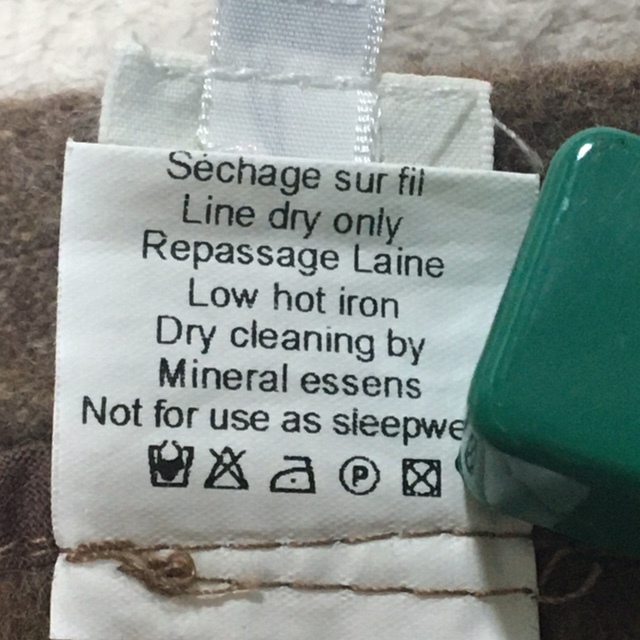 Séchage sur fil
Line dry only
Repassage Laine
Low hot iron
Dry cleaning by
Mineral essens
Not for use as sleepwe
P